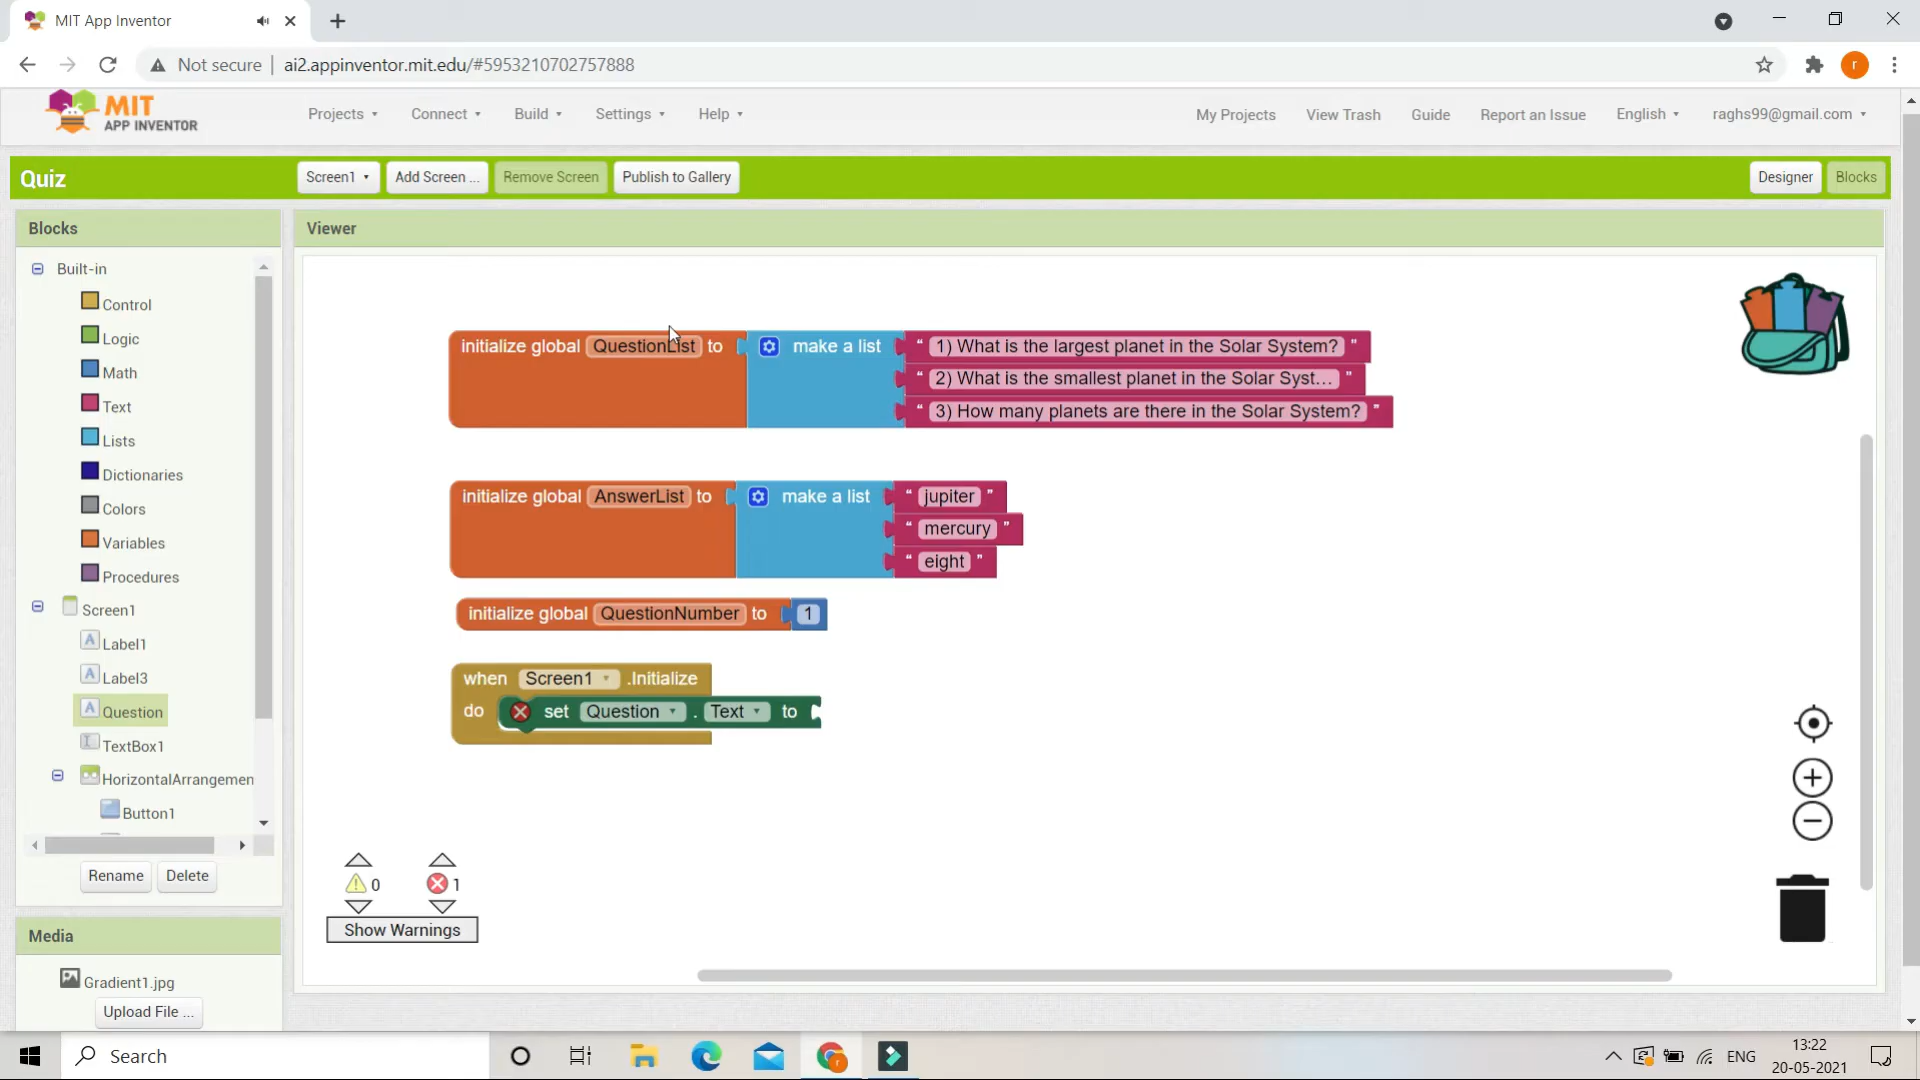 MIT App Inventor
Not secure | ai2.appinventor.mit.edu/#5953210702757888
MIT
APP INVENTOR
Projects
Connect
Build
Settings
Help
My Projects
View Trash
Guide
Report an Issue
English
raghs99@gmail.com
Quiz
Screen1
Add Screen ...
Remove Screen
Publish to Gallery
Designer
Blocks
Blocks
Built-in
Control
Logic
Math
Text
Lists
Dictionaries
Colors
Variables
Procedures
Screen1
Label1
Label3
Question
TextBox1
HorizontalArrangemen
Button1
Rename
Delete
Media
Gradient1.jpg
Upload File ...
Viewer
initialize global QuestionList to make a list “ 1) What is the largest planet in the Solar System? ”
“ 2) What is the smallest planet in the Solar Syst... ”
“ 3) How many planets are there in the Solar System? ”
initialize global AnswerList to make a list “ jupiter ”
“ mercury ”
“ eight ”
initialize global QuestionNumber to 1
when Screen1 .Initialize
do set Question . Text to
0
1
Show Warnings
Search
ENG
13:22
20-05-2021